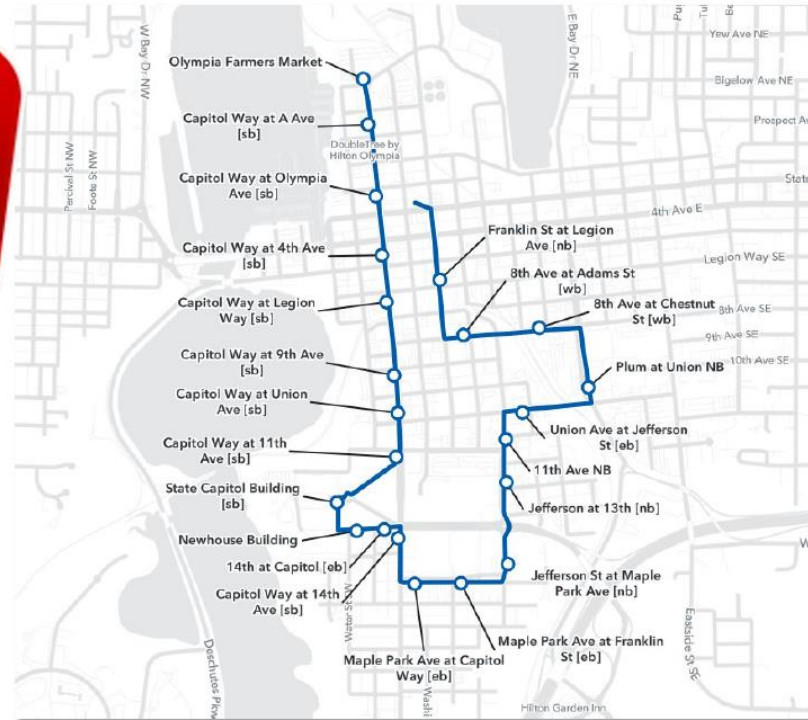 W Bay Dr NW
E Bay Dr NE
Yew Ave NE
Olympia Farmers Market
Bigelow Ave NE
Capitol Way at A Ave
[sb]
Prospect
DoubleTree by
Hilton Olympia
Percival St NW
Foote St NW
Capitol Way at Olympia
Ave [sb]
State
4th Ave E
Franklin St at Legion
Ave [nb]
Capitol Way at 4th Ave
[sb]
Legion Way SE
8th Ave at Adams St
[wb]
Capitol Way at Legion
Way [sb]
8th Ave at Chestnut
St [wb]
8th Ave SE
9th Ave SE
10th Ave SE
Capitol Way at 9th Ave
[sb]
Plum at Union NB
Capitol Way at Union
Ave [sb]
Union Ave at Jefferson
St [eb]
Capitol Way at 11th
Ave [sb]
11th Ave NB
State Capitol Building
[sb]
Jefferson at 13th [nb]
Newhouse Building
14th at Capitol [eb]
Jefferson St at Maple
Park Ave [nb]
Capitol Way at 14th
Ave [sb]
Water St SW
Eastside St SE
Maple Park Ave at Franklin
St [eb]
Maple Park Ave at Capitol
Way [eb]
Deschutes Pkw
Washi
Hilton Garden Inn